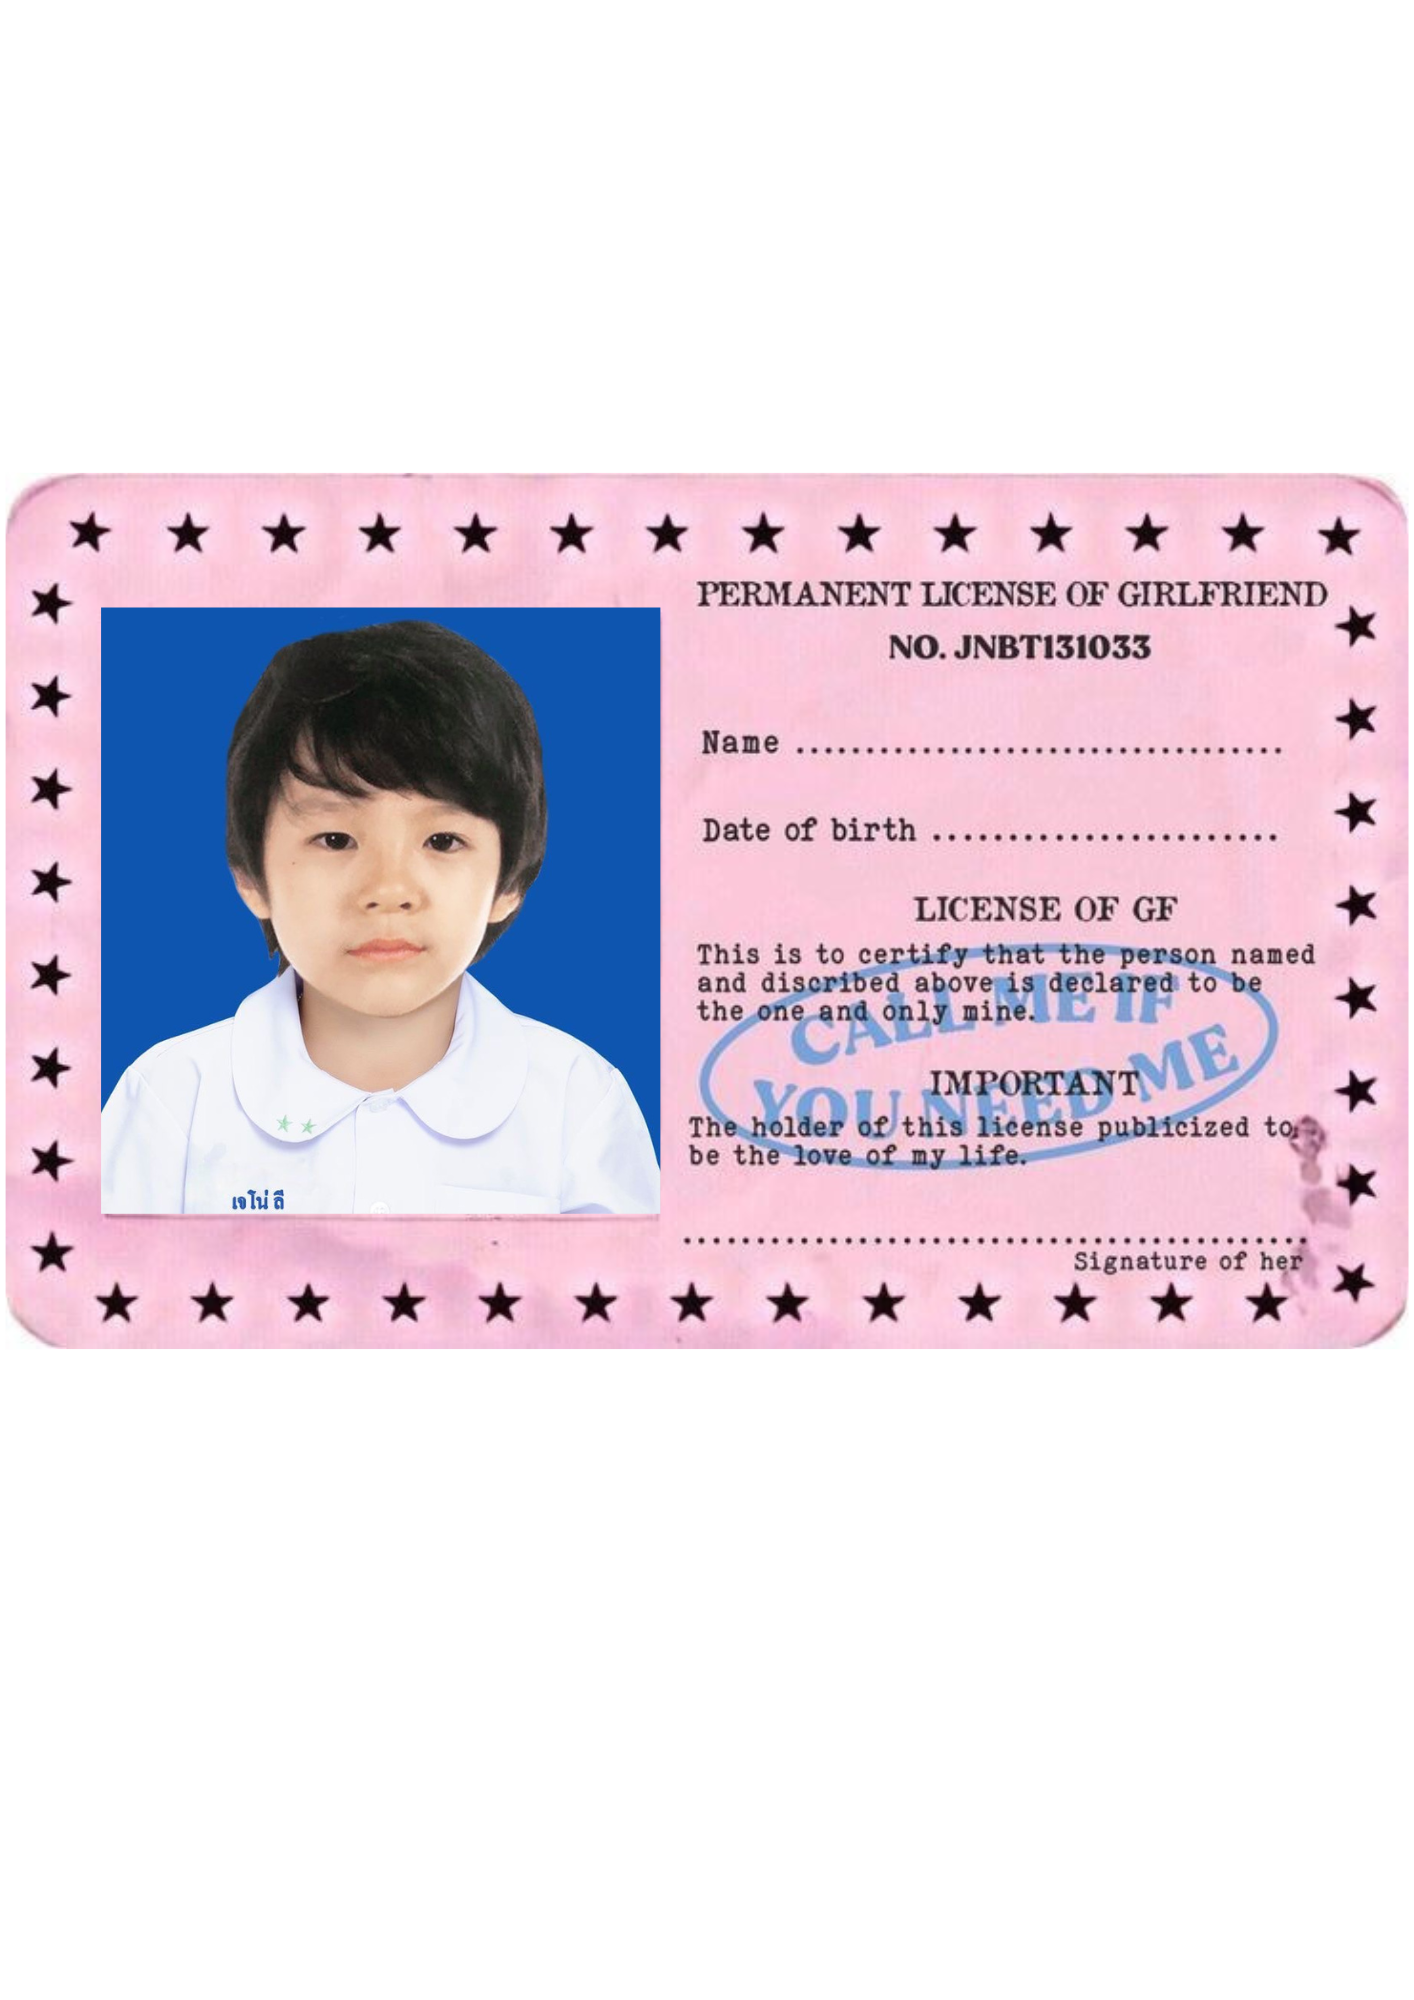 PERMANENT LICENSE OF GIRLFRIEND
NO. JNBT131033
Name ...................................
Date of birth .......................
LICENSE OF GF
This is to certify that the person named
and discribed above is declared to be
the one and only mine.
CALL ME IF
YOU NEED ME
IMPORTANT
The holder of this license publicized to
be the love of my life.
Signature of her
เจโน่ ลี